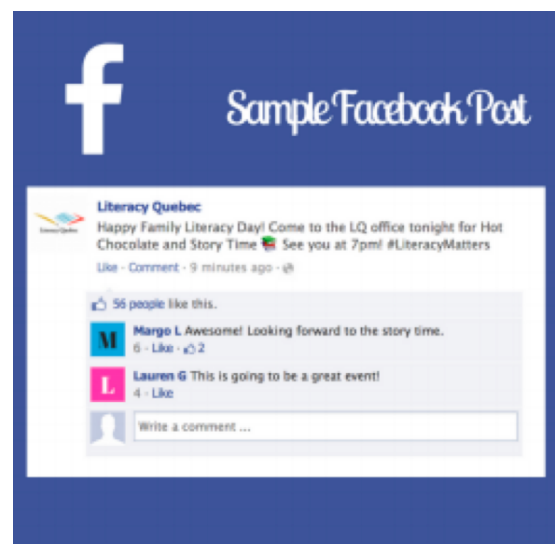 f
Sample Facebook Post
Literacy Quebec
Happy Family Literacy Day! Come to the LQ office tonight for Hot
Chocolate and Story Time 📚 See you at 7pm! #LiteracyMatters
Like · Comment · 9 minutes ago ·
56 people like this.
M
Margo L Awesome! Looking forward to the story time.
6 · Like · 2
L
Lauren G This is going to be a great event!
4 · Like
Write a comment ...